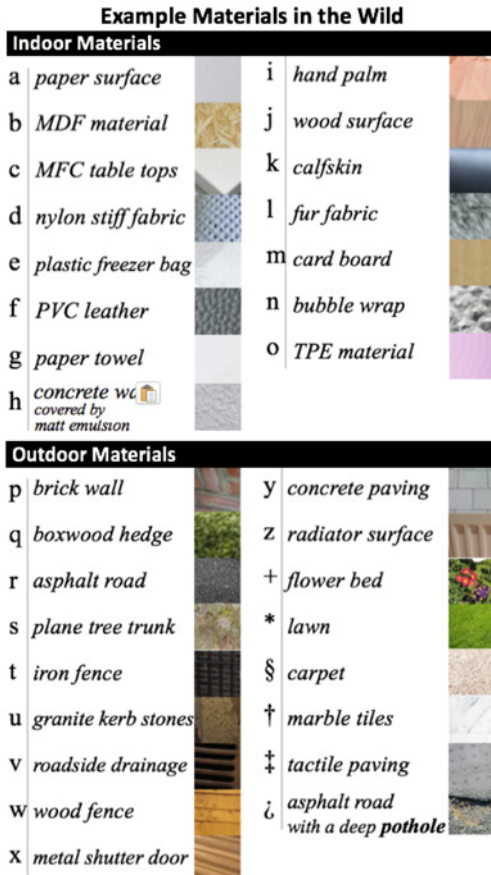 Example Materials in the Wild
Indoor Materials
a paper surface
b MDF material
c MFC table tops
d nylon stiff fabric
e plastic freezer bag
f PVC leather
g paper towel
h concrete
covered by
matt emulsion
i hand palm
j wood surface
k calfskin
l fur fabric
m card board
n bubble wrap
o TPE material
Outdoor Materials
p brick wall
q boxwood hedge
r asphalt road
s plane tree trunk
t iron fence
u granite kerb stones
v roadside drainage
w wood fence
x metal shutter door
y concrete paving
z radiator surface
+ flower bed
* lawn
§ carpet
† marble tiles
‡ tactile paving
¿ asphalt road
with a deep pothole